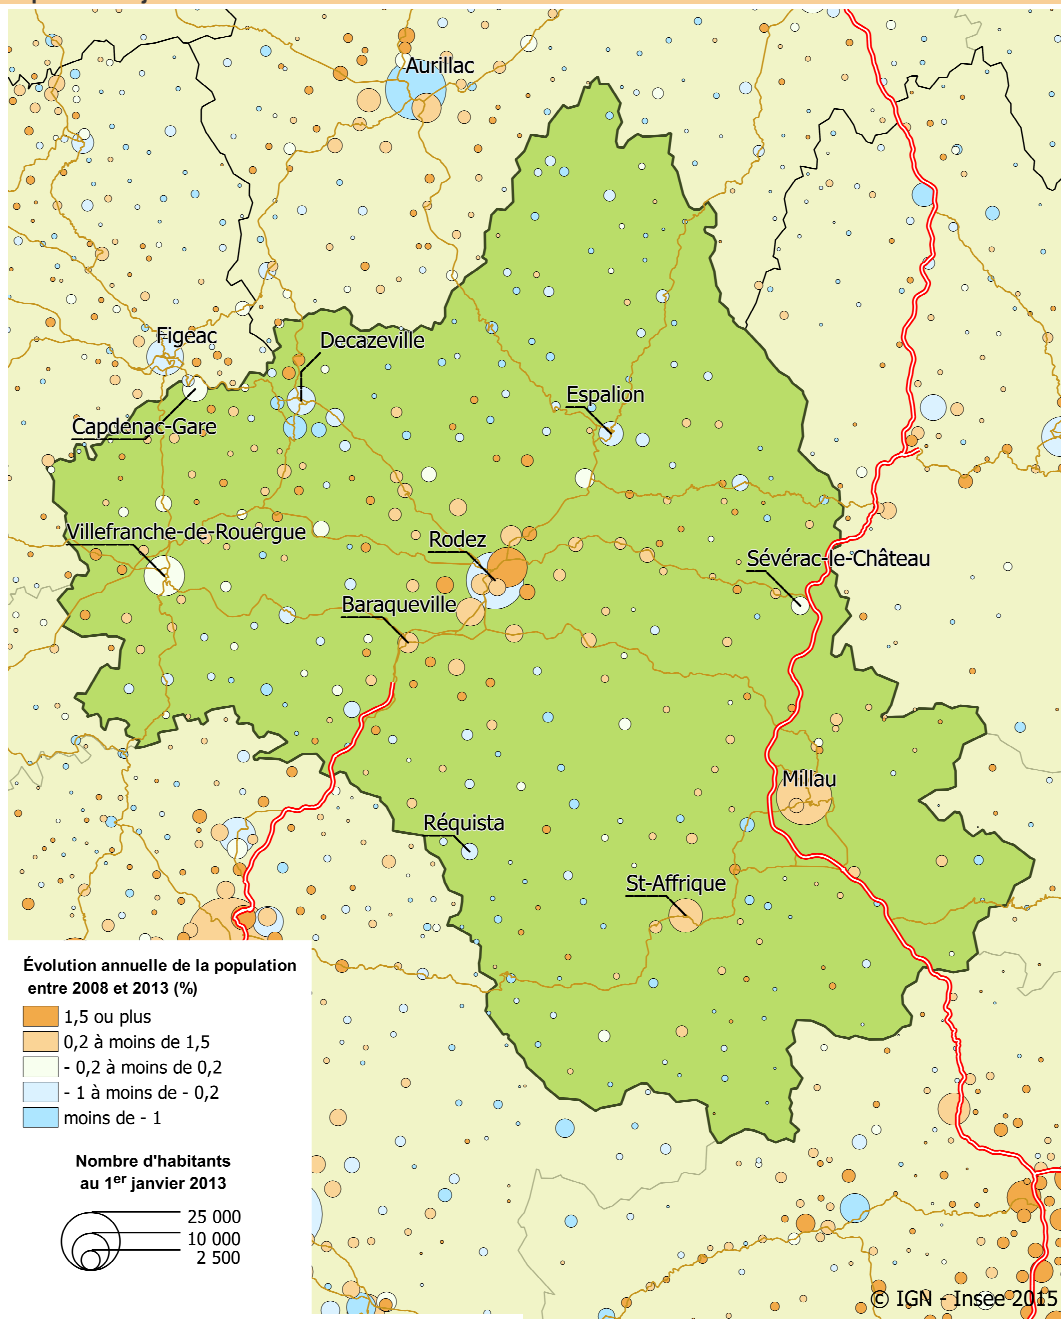 Aurillac
Figeac
Decazeville
Espalion
Capdenac-Gare
Villefranche-de-Rouergue
Rodez
Sévérac-le-Château
Baraqueville
Millau
Réquista
St-Affrique
Évolution annuelle de la population
entre 2008 et 2013 (%)
1,5 ou plus
0,2 à moins de 1,5
- 0,2 à moins de 0,2
- 1 à moins de - 0,2
moins de - 1
Nombre d'habitants
au 1er janvier 2013
25 000
10 000
2 500
© IGN - Insee 2015